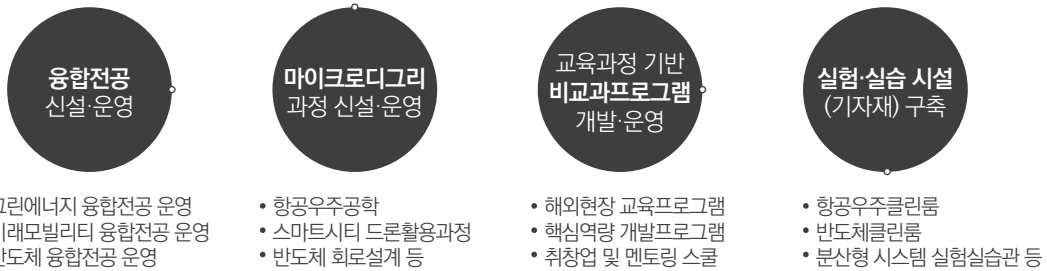 융합전공
신설·운영
마이크로디그리
과정 신설·운영
교육과정 기반
비교과프로그램
개발·운영
실험·실습 시설
(기자재) 구축
그린에너지 융합전공 운영
미래모빌리티 융합전공 운영
반도체 융합전공 운영
• 항공우주공학
• 스마트시티 드론활용과정
• 반도체 회로설계 등
• 해외현장 교육프로그램
• 핵심역량 개발프로그램
• 취창업 및 멘토링 스쿨
• 항공우주클린룸
• 반도체클린룸
• 분산형 시스템 실험실습관 등